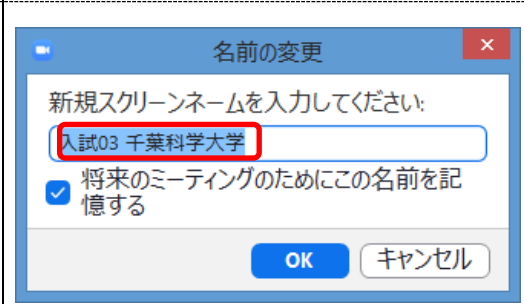 名前の変更
新規スクリーンネームを入力してください:
入試03 千葉科学大学
将来のミーティングのためにこの名前を記
憶する
OK キャンセル